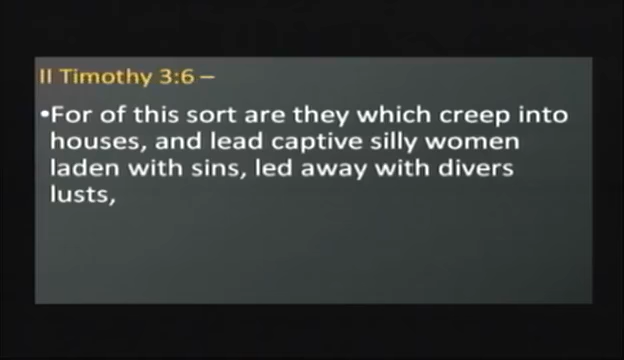 II Timothy 3:6 –
•For of this sort are they which creep into
houses, and lead captive silly women
laden with sins, led away with divers
lusts,